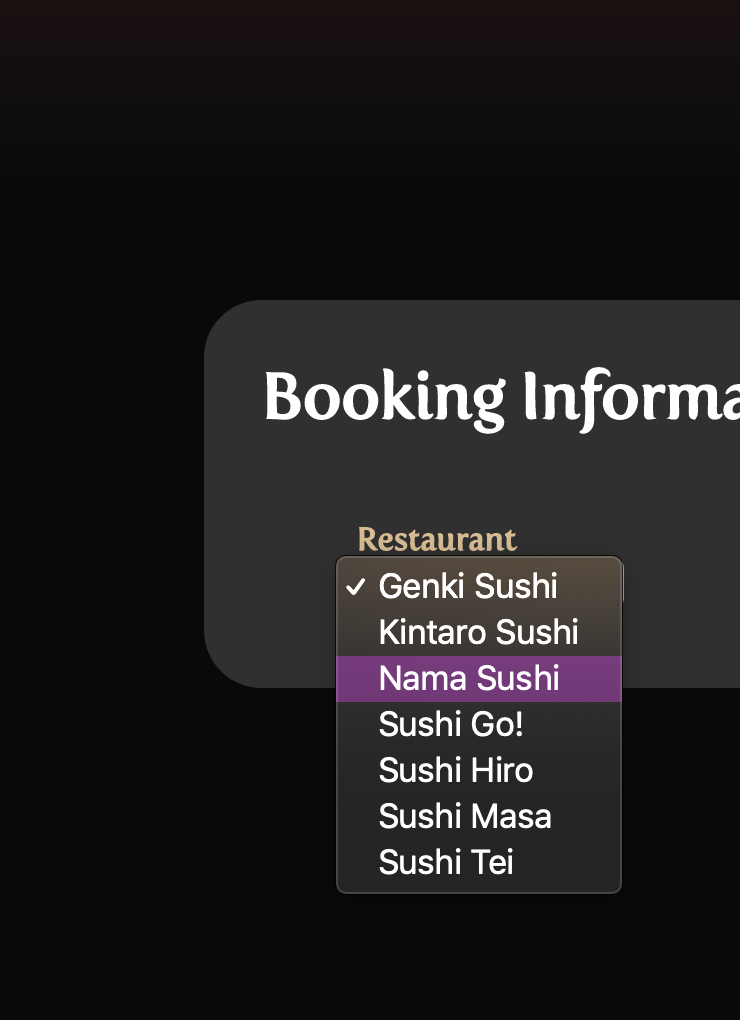 Booking Informa
Restaurant
✓ Genki Sushi
Kintaro Sushi
Nama Sushi
Sushi Go!
Sushi Hiro
Sushi Masa
Sushi Tei